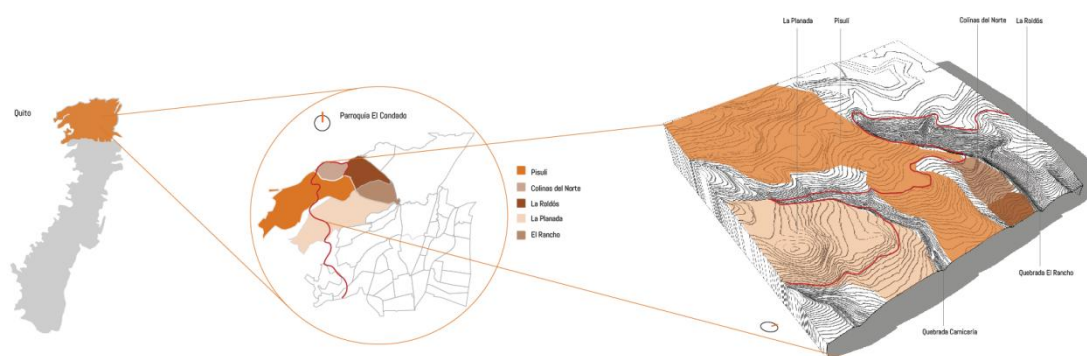 Quito
Parroquia El Condado
Pisulí
Colinas del Norte
La Roldós
La Planada
El Rancho
La Planada
Pisulí
Colinas del Norte
La Roldós
Quebrada El Rancho
Quebrada Carnicería